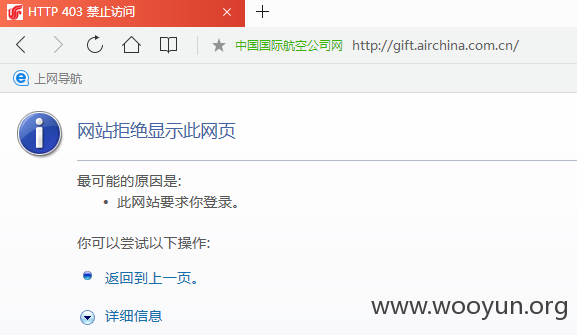 HTTP 403 禁止访问
中国国际航空公司网 http://gift.airchina.com.cn/
上网导航
网站拒绝显示此网页
最可能的原因是:
• 此网站要求你登录。
你可以尝试以下操作:
返回到上一页。
详细信息
www.wooyun.org